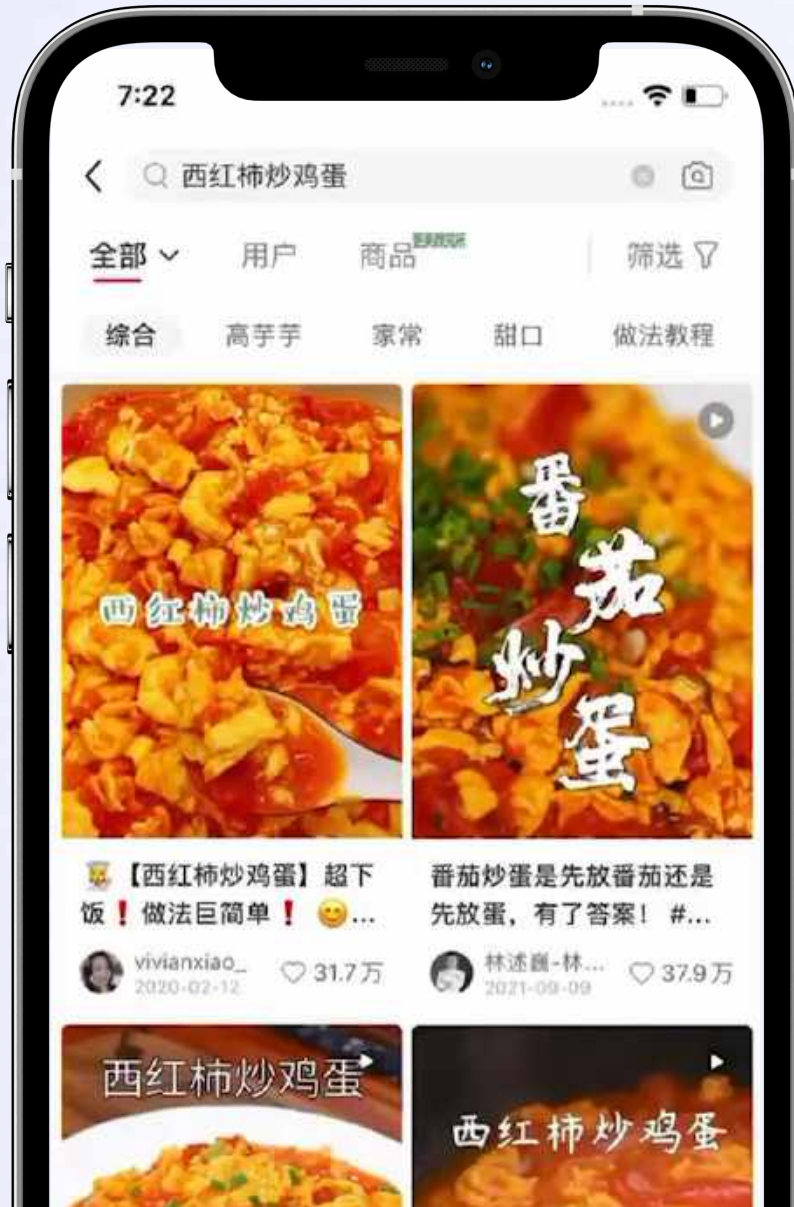 7:22
西红柿炒鸡蛋
全部 用户 商品 筛选
综合 高芋芋 家常 甜口 做法教程
西红柿炒鸡蛋
番茄炒蛋
【西红柿炒鸡蛋】超下
饭❗做法巨简单❗😊...
vivianxiao_
2020-02-12
31.7万
番茄炒蛋是先放番茄还是
先放蛋，有了答案！ #...
林述巍-林...
2021-09-09
37.9万
西红柿炒鸡蛋
西红柿炒鸡蛋